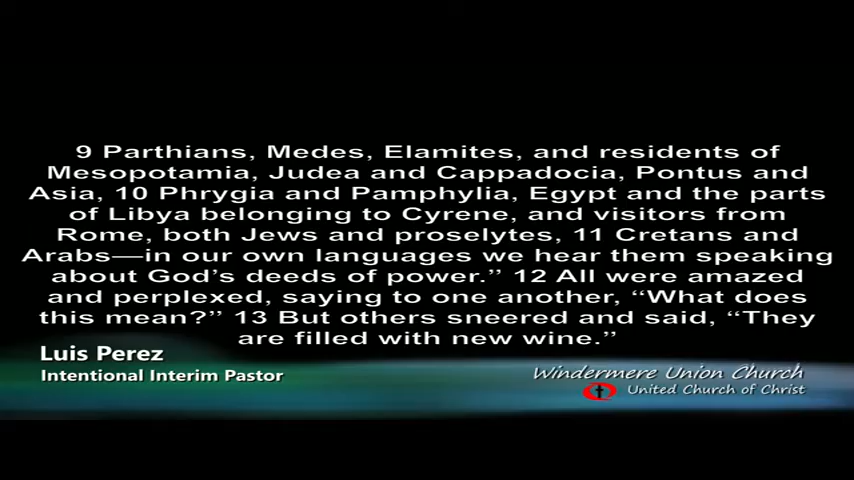 9 Parthians, Medes, Elamites, and residents of
Mesopotamia, Judea and Cappadocia, Pontus and
Asia, 10 Phrygia and Pamphylia, Egypt and the parts
of Libya belonging to Cyrene, and visitors from
Rome, both Jews and proselytes, 11 Cretans and
Arabs—in our own languages we hear them speaking
about God’s deeds of power.” 12 All were amazed
and perplexed, saying to one another, “What does
this mean?” 13 But others sneered and said, “They
are filled with new wine.”
Luis Perez
Intentional Interim Pastor
Windermere Union Church
United Church of Christ